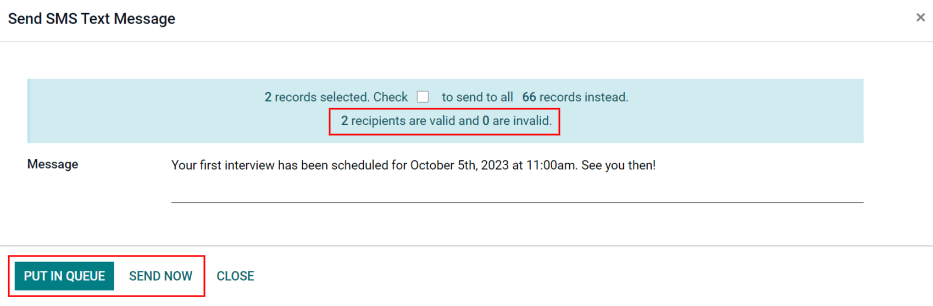 Send SMS Text Message ×
2 records selected. Check to send to all 66 records instead.
2 recipients are valid and 0 are invalid.
Message Your first interview has been scheduled for October 5th, 2023 at 11:00am. See you then!
PUT IN QUEUE SEND NOW CLOSE